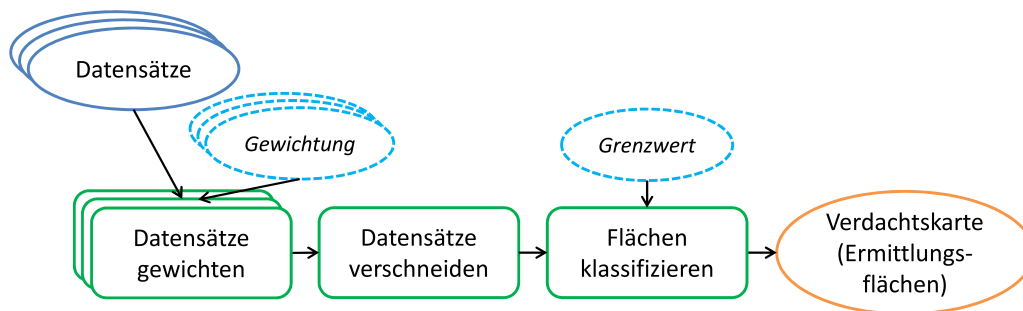 Datensätze
Gewichtung
Grenzwert
Datensätze
gewichten
Datensätze
verschneiden
Flächen
klassifizieren
Verdachtskarte
(Ermittlungs-
flächen)